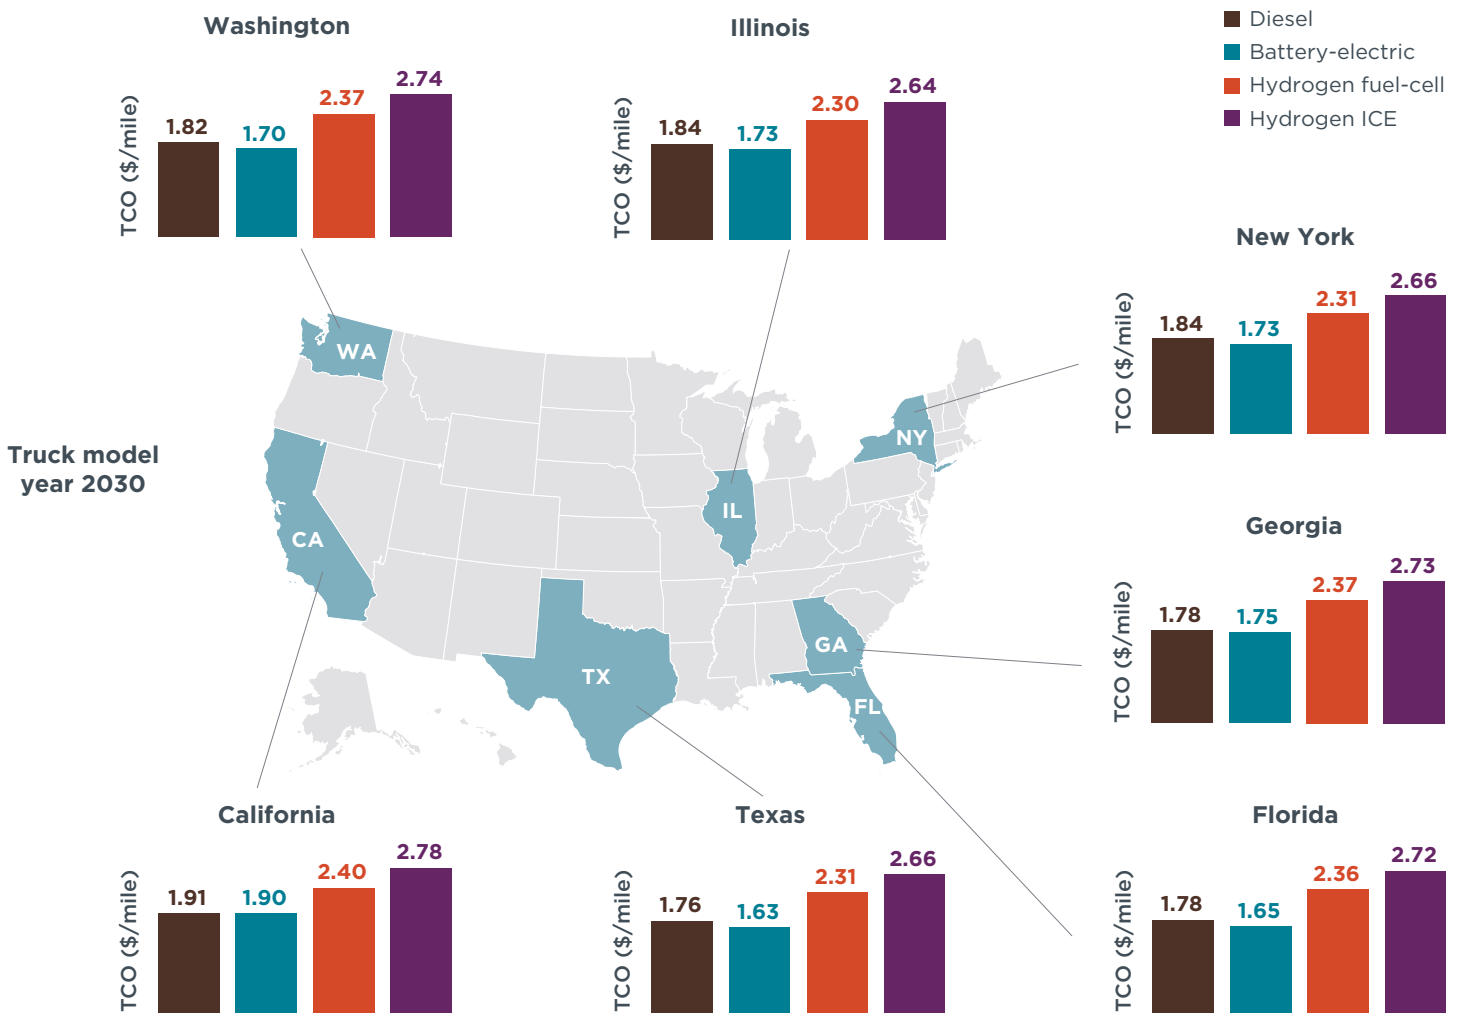 Washington
TCO ($/mile)
1.82
1.70
2.37
2.74
Illinois
TCO ($/mile)
1.84
1.73
2.30
2.64
Diesel
Battery-electric
Hydrogen fuel-cell
Hydrogen ICE
New York
TCO ($/mile)
1.84
1.73
2.31
2.66
Truck model
year 2030
WA
CA
TX
IL
NY
GA
FL
Georgia
TCO ($/mile)
1.78
1.75
2.37
2.73
California
TCO ($/mile)
1.91
1.90
2.40
2.78
Texas
TCO ($/mile)
1.76
1.63
2.31
2.66
Florida
TCO ($/mile)
1.78
1.65
2.36
2.72